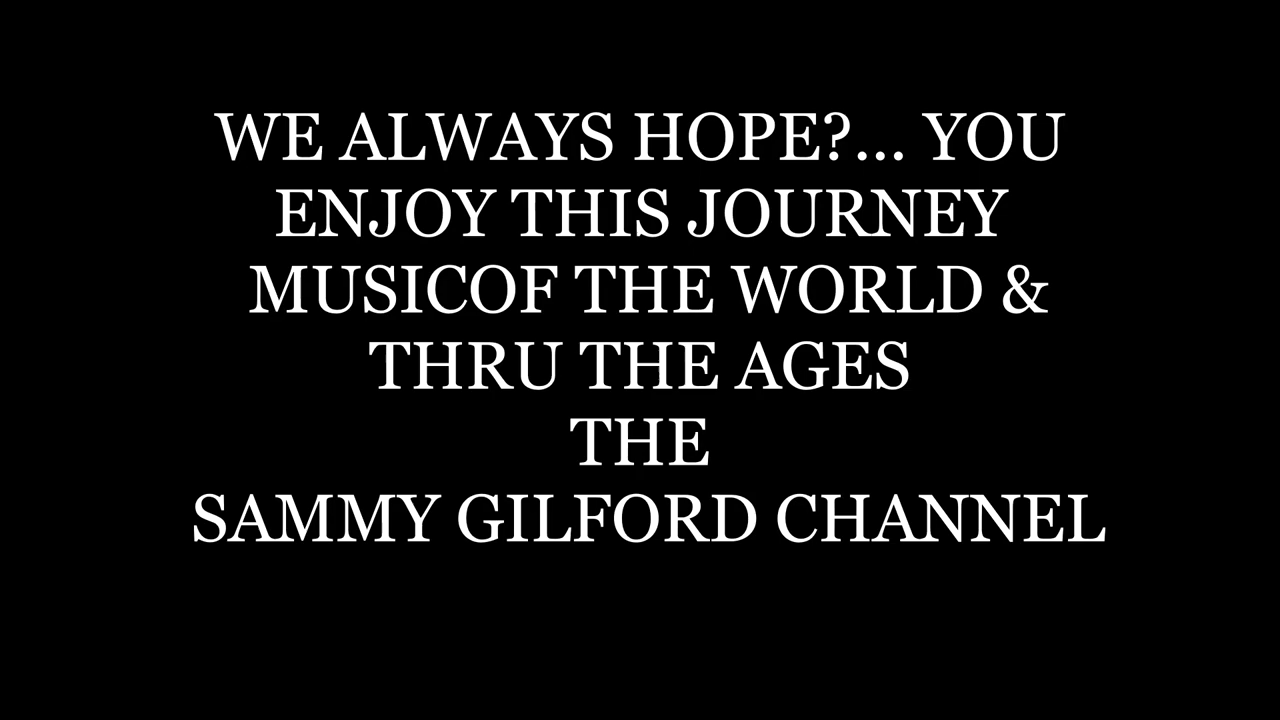 WE ALWAYS HOPE?... YOU
ENJOY THIS JOURNEY
MUSICOF THE WORLD &
THRU THE AGES
THE
SAMMY GILFORD CHANNEL